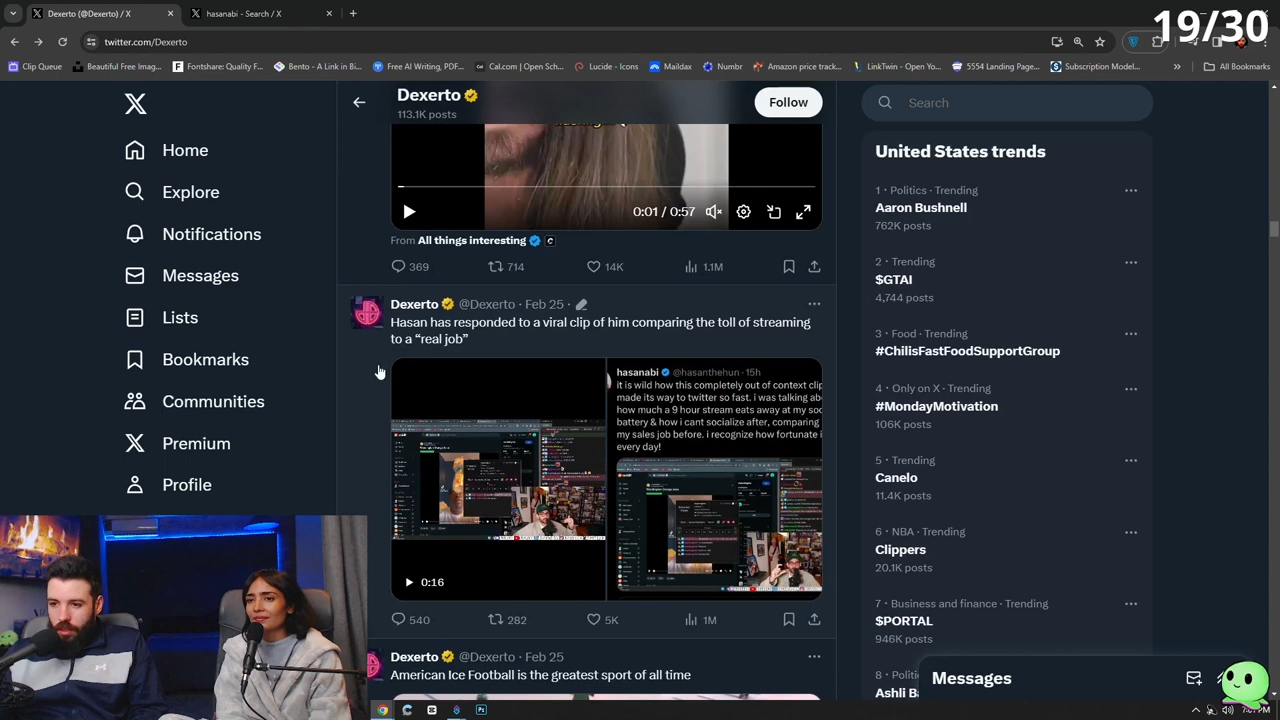 Dexerto (@Dexerto) / X
hasanabi - Search / X
19/30
twitter.com/Dexerto
Clip Queue
Beautiful Free Imag...
Fontshare: Quality F...
Bento - A Link in Bi...
Free AI Writing, PDF...
Cal.com | Open Sch...
Lucide - Icons
Maildax
Numbr
Amazon price track...
LinkTwin - Open Yo...
5554 Landing Page...
Subscription Model...
All Bookmarks
Home
Explore
Notifications
Messages
Lists
Bookmarks
Communities
Premium
Profile
Dexerto
113.1K posts
Follow
0:01 / 0:57
From All things interesting
369
714
14K
1.1M
Dexerto @Dexerto · Feb 25 ·
Hasan has responded to a viral clip of him comparing the toll of streaming
to a “real job”
0:16
hasanabi @hasanthehun · 15h
it is wild how this completely out of context clip
made its way to twitter so fast. i was talking abo
how much a 9 hour stream eats away at my soc
battery & how i cant socialize after, comparing
my sales job before. i recognize how fortunate i
every day!
540
282
5K
1M
Dexerto @Dexerto · Feb 25
American Ice Football is the greatest sport of all time
Search
United States trends
1 · Politics · Trending
Aaron Bushnell
762K posts
2 · Trending
$GTAI
4,744 posts
3 · Food · Trending
#ChilisFastFoodSupportGroup
4 · Only on X · Trending
#MondayMotivation
106K posts
5 · Trending
Canelo
11.4K posts
6 · NBA · Trending
Clippers
20.1K posts
7 · Business and finance · Trending
$PORTAL
946K posts
8 · Politi
Ashli Ba
Messages